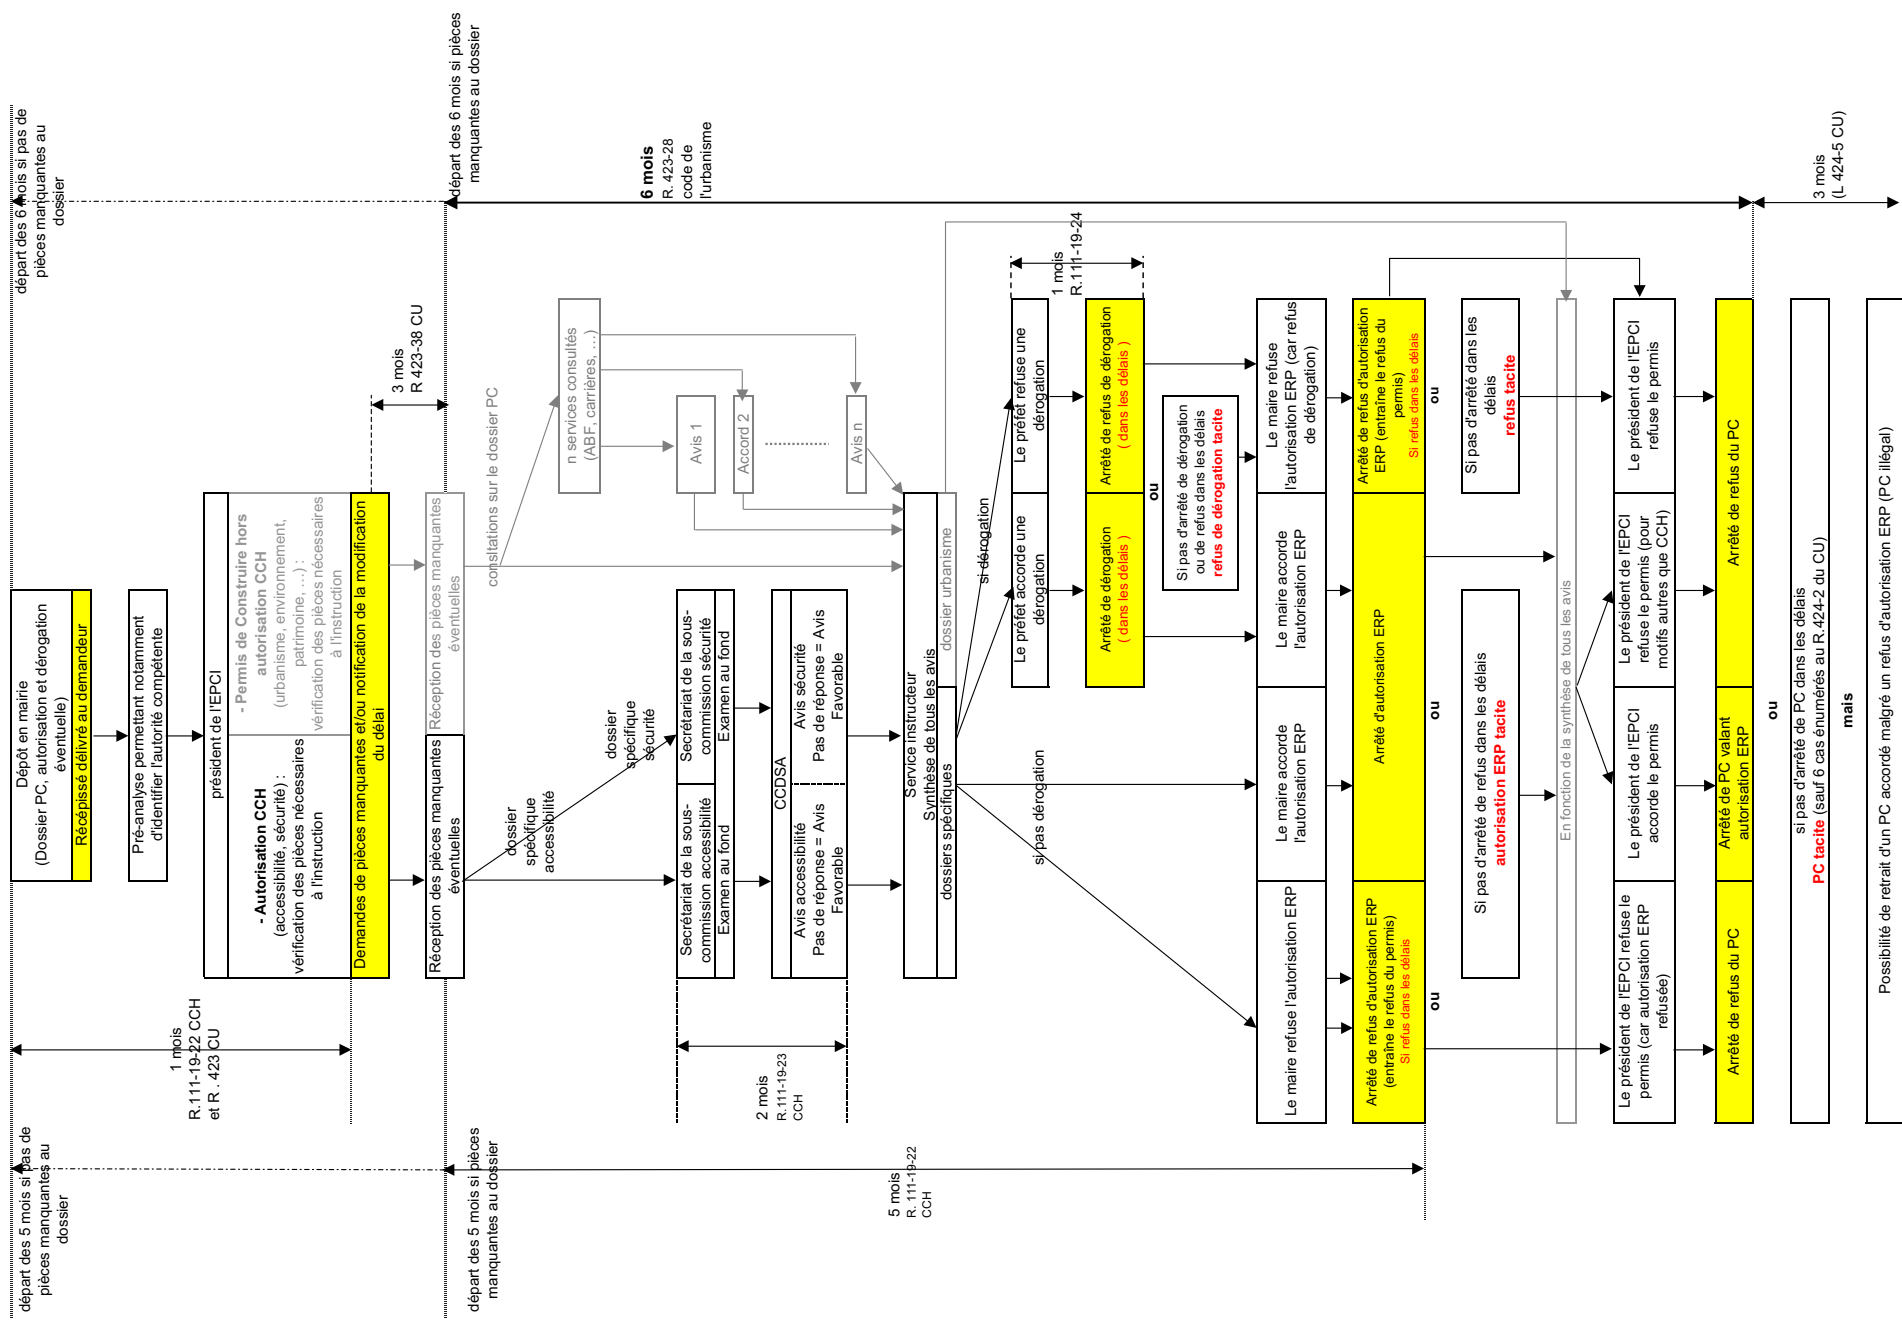 départ des 5 mois si pas de
pièces manquantes au
dossier
1 mois
R.111-19-22 CCH
et R . 423 CU
Dépôt en mairie
(Dossier PC, autorisation et dérogation
éventuelle)
Récépissé délivré au demandeur
départ des 6 mois si pas de
pièces manquantes au
dossier
Pré-analyse permettant notamment
d'identifier l'autorité compétente
président de l'EPCI
- Autorisation CCH
(accessibilité, sécurité) :
vérification des pièces nécessaires
à l'instruction
- Permis de Construire hors
autorisation CCH
(urbanisme, environnement,
patrimoine, …) :
vérification des pièces nécessaires
à l'instruction
Demandes de pièces manquantes et/ou notification de la modification
du délai
3 mois
R 423-38 CU
départ des 5 mois si pièces
manquantes au dossier
Réception des pièces manquantes
éventuelles
Réception des pièces manquantes
éventuelles
départ des 6 mois si pièces
manquantes au dossier
consltations sur le dossier PC
dossier
spécifique
accessibilité
dossier
spécifique
sécurité
n services consultés
(ABF, carrières, …)
6 mois
R. 423-28
code de
l'urbanisme
Secrétariat de la sous-
commission accessibilité
Examen au fond
Secrétariat de la sous-
commission sécurité
Examen au fond
Avis 1
Accord 2
Avis n
2 mois
R.111-19-23
CCH
CCDSA
Avis accessibilité
Pas de réponse = Avis
Favorable
Avis sécurité
Pas de réponse = Avis
Favorable
5 mois
R. 111-19-22
CCH
Service instructeur
Synthèse de tous les avis
dossiers spécifiques
dossier urbanisme
si dérogation
si pas dérogation
Le préfet accorde une
dérogation
Le préfet refuse une
dérogation
1 mois
R.111-19-24
Arrêté de dérogation
( dans les délais )
Arrêté de refus de dérogation
( dans les délais )
ou
Si pas d'arrêté de dérogation
ou de refus dans les délais
refus de dérogation tacite
Le maire refuse l'autorisation ERP
Le maire accorde
l'autorisation ERP
Le maire accorde
l'autorisation ERP
Le maire refuse
l'autorisation ERP (car refus
de dérogation)
Arrêté de refus d'autorisation ERP
(entraîne le refus du permis)
Si refus dans les délais
Arrêté d'autorisation ERP
Arrêté de refus d'autorisation
ERP (entraîne le refus du
permis)
Si refus dans les délais
ou
ou
ou
Si pas d'arrêté de refus dans les délais
autorisation ERP tacite
Si pas d'arrêté dans les
délais
refus tacite
En fonction de la synthèse de tous les avis
Le président de l'EPCI refuse le
permis (car autorisation ERP
refusée)
Le président de l'EPCI
accorde le permis
Le président de l'EPCI
refuse le permis (pour
motifs autres que CCH)
Le président de l'EPCI
refuse le permis
Arrêté de refus du PC
Arrêté de PC valant
autorisation ERP
Arrêté de refus du PC
ou
si pas d'arrêté de PC dans les délais
PC tacite (sauf 6 cas énumérés au R.424-2 du CU)
3 mois
(L 424-5 CU)
mais
Possibilité de retrait d'un PC accordé malgré un refus d'autorisation ERP (PC illégal)